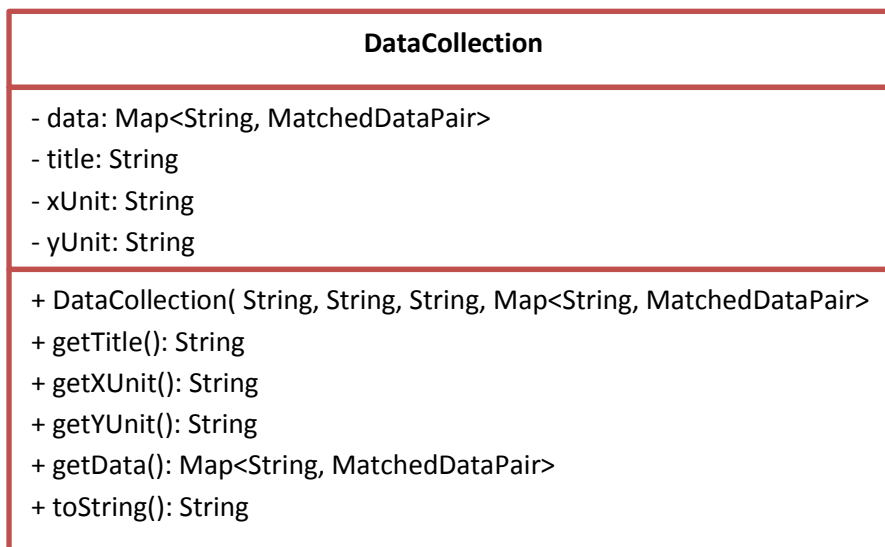 DataCollection
- data: Map<String, MatchedDataPair>
- title: String
- xUnit: String
- yUnit: String
+ DataCollection( String, String, String, Map<String, MatchedDataPair>
+ getTitle(): String
+ getXUnit(): String
+ getYUnit(): String
+ getData(): Map<String, MatchedDataPair>
+ toString(): String